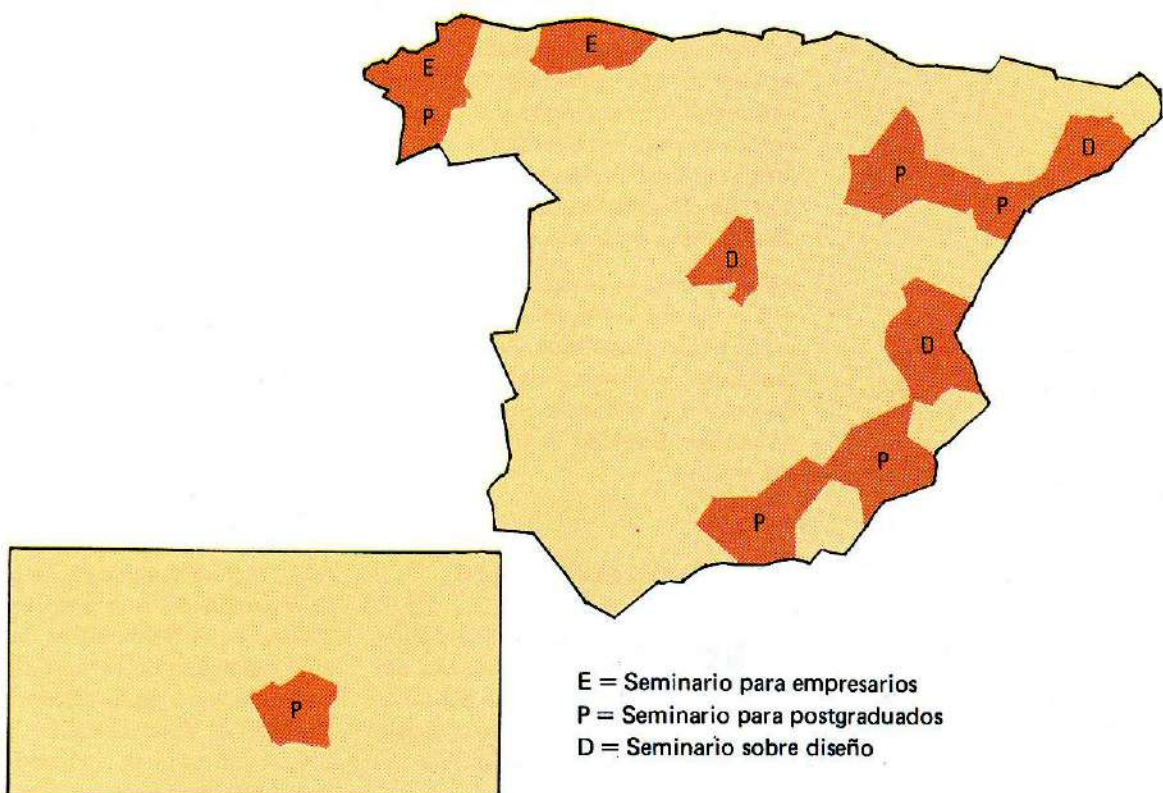 E
E
P
D
P
P
D
D
P
P
P
E = Seminario para empresarios
P = Seminario para postgraduados
D = Seminario sobre diseño